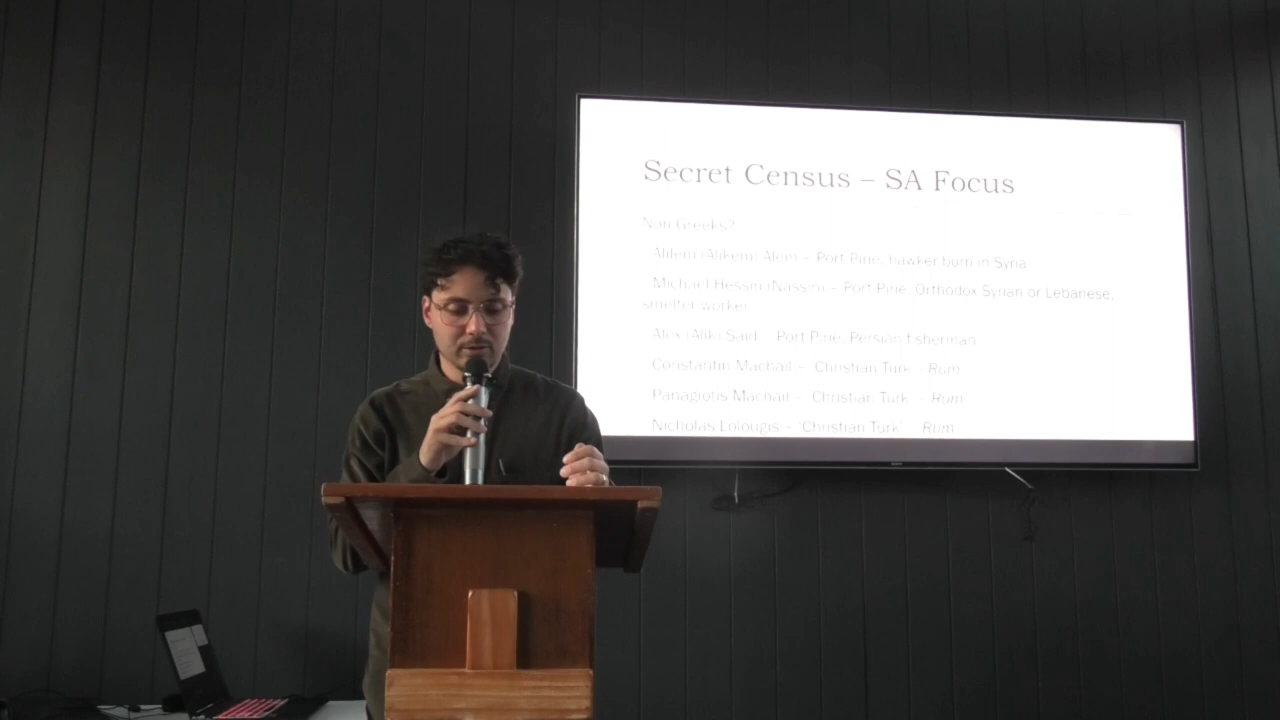 Secret Census – SA Focus
Non Greeks?
Alilem (Alikem) Alem – Port Pirie, hawker born in Syria
Michael Hessin (Nassin) – Port Pirie, Orthodox Syrian or Lebanese,
smelter worker
Alex (Alik) Said – Port Pirie, Persian fisherman
Constantin Machail – 'Christian Turk' - Rum
Panagiotis Machail – 'Christian Turk' – Rum
Nicholas Lolougis – 'Christian Turk' – Rum